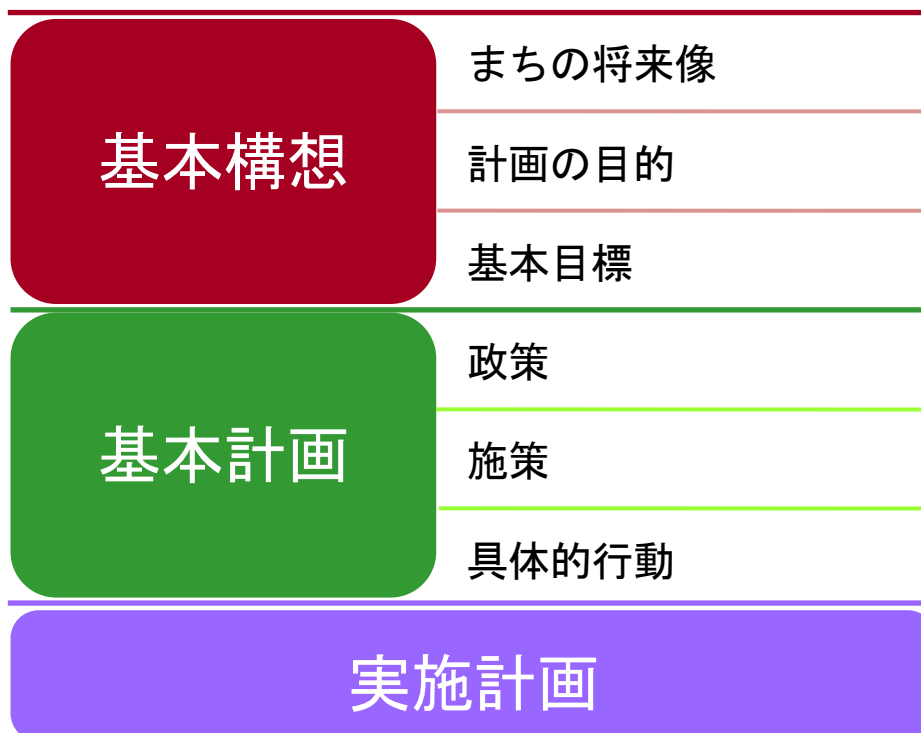 基本構想
まちの将来像
計画の目的
基本目標
基本計画
政策
施策
具体的行動
実施計画